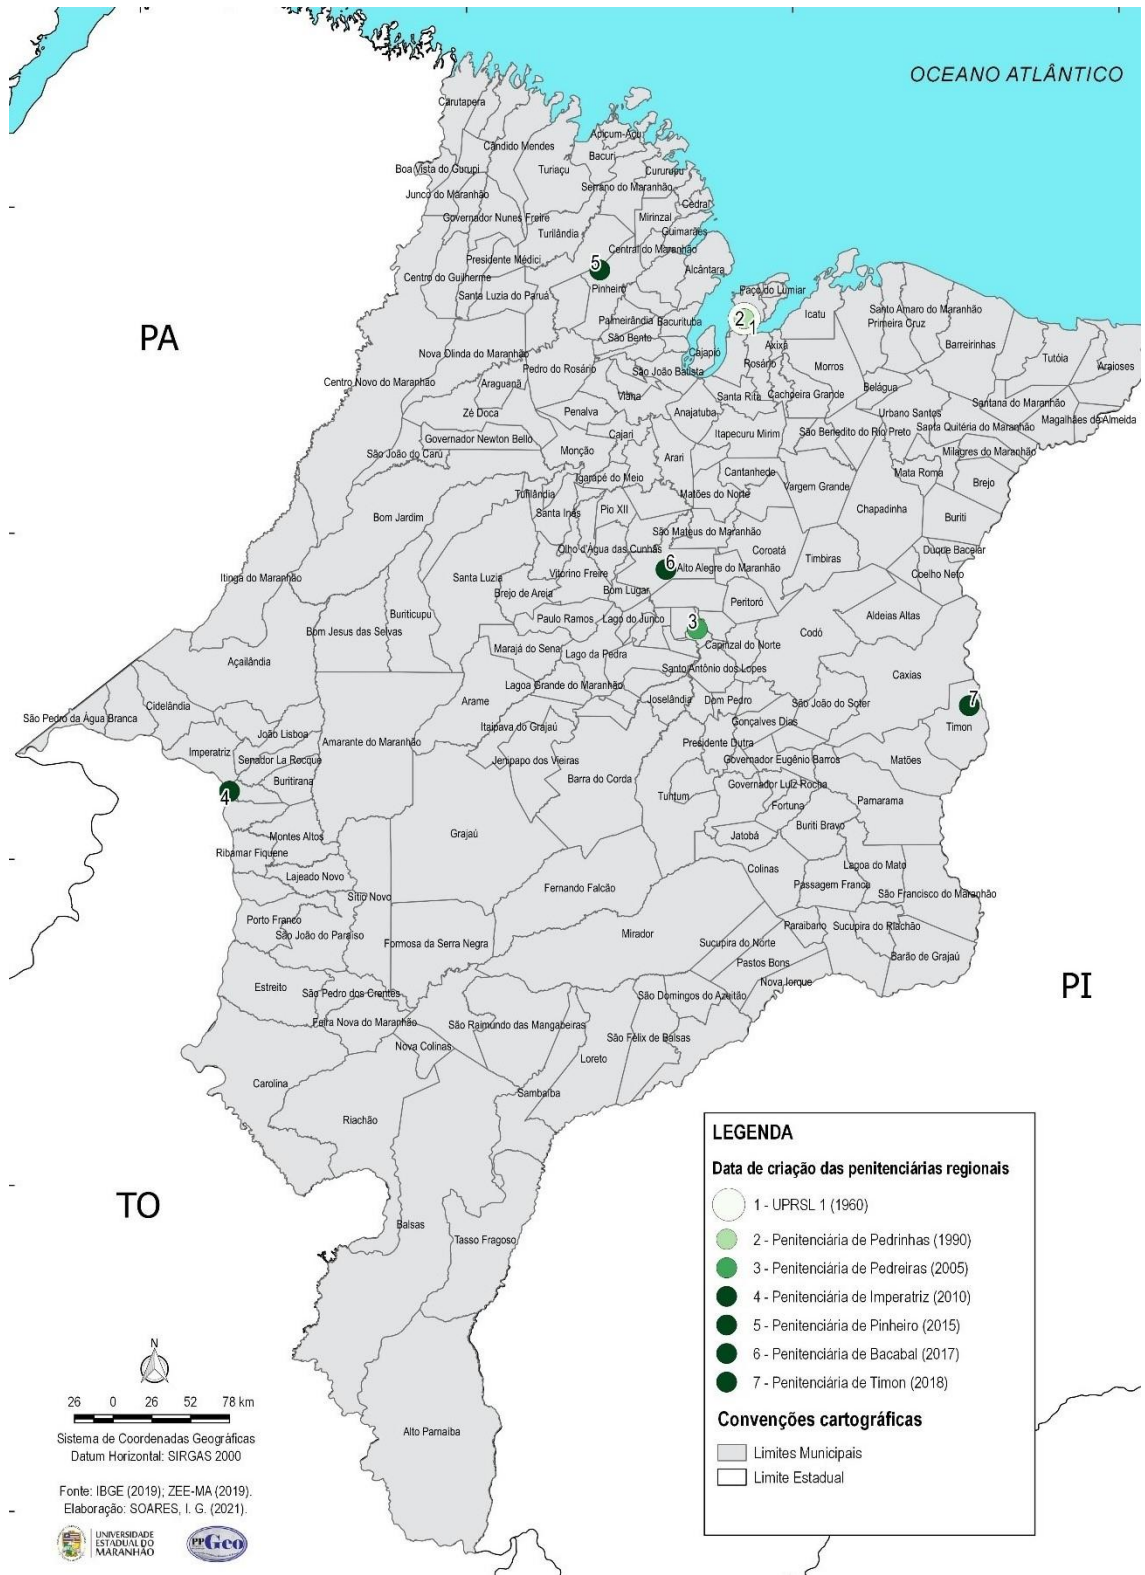 OCEANO ATLÂNTICO
Carutapera
Apicum-Açu
Cândido Mendes
Bacuri
Boa Vista do Gurupi
Turiaçu
Cururupu
Junco do Maranhão
Serrano do Maranhão
Cedral
Governador Nunes Freire
Mirinzal
Guimarães
Turilândia
Central do Maranhão
Presidente Médici
5
Alcântara
Centro do Guilherme
Pinheiro
Paço do Lumiar
Santa Luzia do Paruá
PA
Palmeirândia
Bacurituba
2
1
Icatu
Santo Amaro do Maranhão
Primeira Cruz
São Bento
Barreirinhas
Nova Olinda do Maranhão
Cajapió
Axixá
Tutóia
Pedro do Rosário
São João Batista
Rosário
Morros
Araioses
Centro Novo do Maranhão
Araguanã
Viana
Santa Rita
Cachoeira Grande
Belágua
Santana do Maranhão
Zé Doca
Penalva
Anajatuba
Urbano Santos
Magalhães de Almeida
Governador Newton Bello
Cajari
Itapecuru Mirim
São Benedito do Rio Preto
Santa Quitéria do Maranhão
São João do Carú
Monção
Arari
Milagres do Maranhão
Igarapé do Meio
Cantanhede
Vargem Grande
Mata Roma
Brejo
Tufilândia
Matões do Norte
Bom Jardim
Santa Inês
Pio XII
Chapadinha
Buriti
São Mateus do Maranhão
Olho d'Água das Cunhãs
Coroatá
Timbiras
Duque Bacelar
6
Alto Alegre do Maranhão
Itinga do Maranhão
Santa Luzia
Vitorino Freire
Coelho Neto
Brejo de Areia
Bom Lugar
Peritoró
Buriticupu
Paulo Ramos
Lago do Junco
3
Aldeias Altas
Bom Jesus das Selvas
Codó
Marajá do Sena
Capinzal do Norte
Açailândia
Lago da Pedra
Santo Antônio dos Lopes
Caxias
Lagoa Grande do Maranhão
Cidelândia
Arame
Joselândia
Dom Pedro
São João do Soter
7
São Pedro da Água Branca
Itaipava do Grajaú
Gonçalves Dias
Timon
João Lisboa
Imperatriz
Amarante do Maranhão
Presidente Dutra
Senador La Rocque
Jenipapo dos Vieiras
Governador Eugênio Barros
Matões
Buritirana
Barra do Corda
Governador Luiz Rocha
4
Tuntum
Fortuna
Parnarama
Grajaú
Buriti Bravo
Montes Altos
Jatobá
Ribamar Fiquene
Lagoa do Mato
Colinas
Lajeado Novo
Passagem Franca
Fernando Falcão
São Francisco do Maranhão
Sítio Novo
Porto Franco
Paraibano
Sucupira do Riachão
São João do Paraíso
Mirador
Formosa da Serra Negra
Sucupira do Norte
Barão de Grajaú
Pastos Bons
Nova Iorque
PI
Estreito
São Pedro dos Crentes
São Domingos do Azeitão
Feira Nova do Maranhão
São Raimundo das Mangabeiras
São Félix de Balsas
Nova Colinas
Loreto
Carolina
Sambaíba
Riachão
TO
Balsas
Tasso Fragoso
Alto Parnaíba
LEGENDA
Data de criação das penitenciárias regionais
1 - UPRSL 1 (1960)
2 - Penitenciária de Pedrinhas (1990)
3 - Penitenciária de Pedreiras (2005)
4 - Penitenciária de Imperatriz (2010)
5 - Penitenciária de Pinheiro (2015)
6 - Penitenciária de Bacabal (2017)
7 - Penitenciária de Timon (2018)
Convenções cartográficas
Limites Municipais
Limite Estadual
N
26 0 26 52 78 km
Sistema de Coordenadas Geográficas
Datum Horizontal: SIRGAS 2000
Fonte: IBGE (2019); ZEE-MA (2019).
Elaboração: SOARES, I. G. (2021).
UNIVERSIDADE
ESTADUAL DO
MARANHÃO
PPGeo